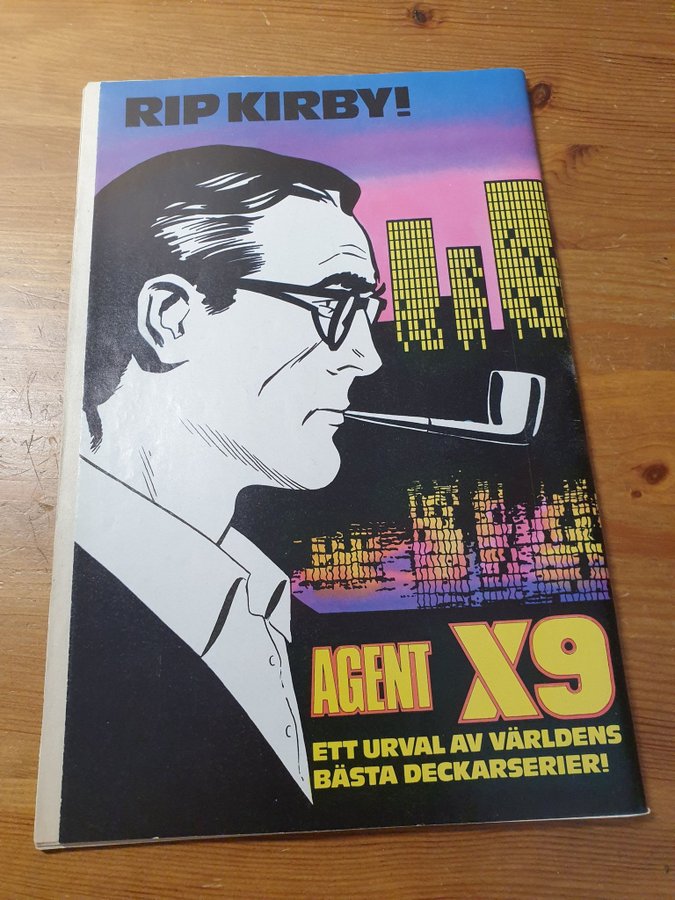 RIP KIRBY!
AGENT X9
ETT URVAL AV VÄRLDENS
BÄSTA DECKARSERIER!